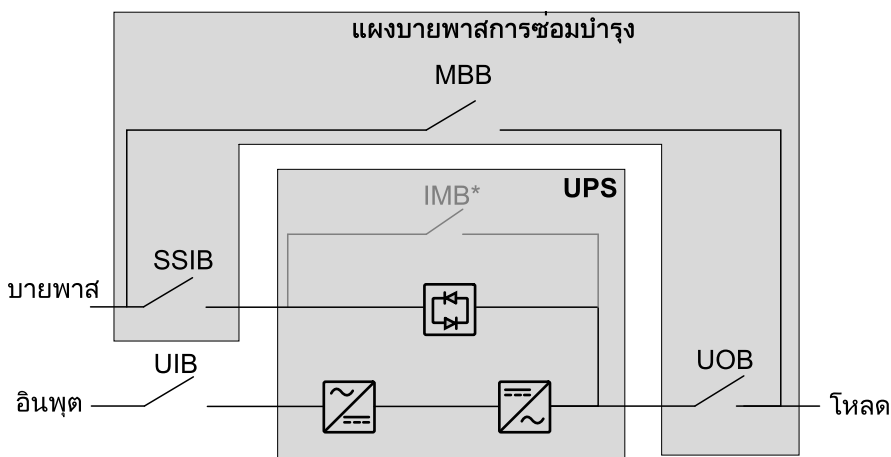 แผงบายพาสการซ่อมบำรุง
MBB
UPS
IMB*
SSIB
บายพาส
UIB
UOB
อินพุต
โหลด